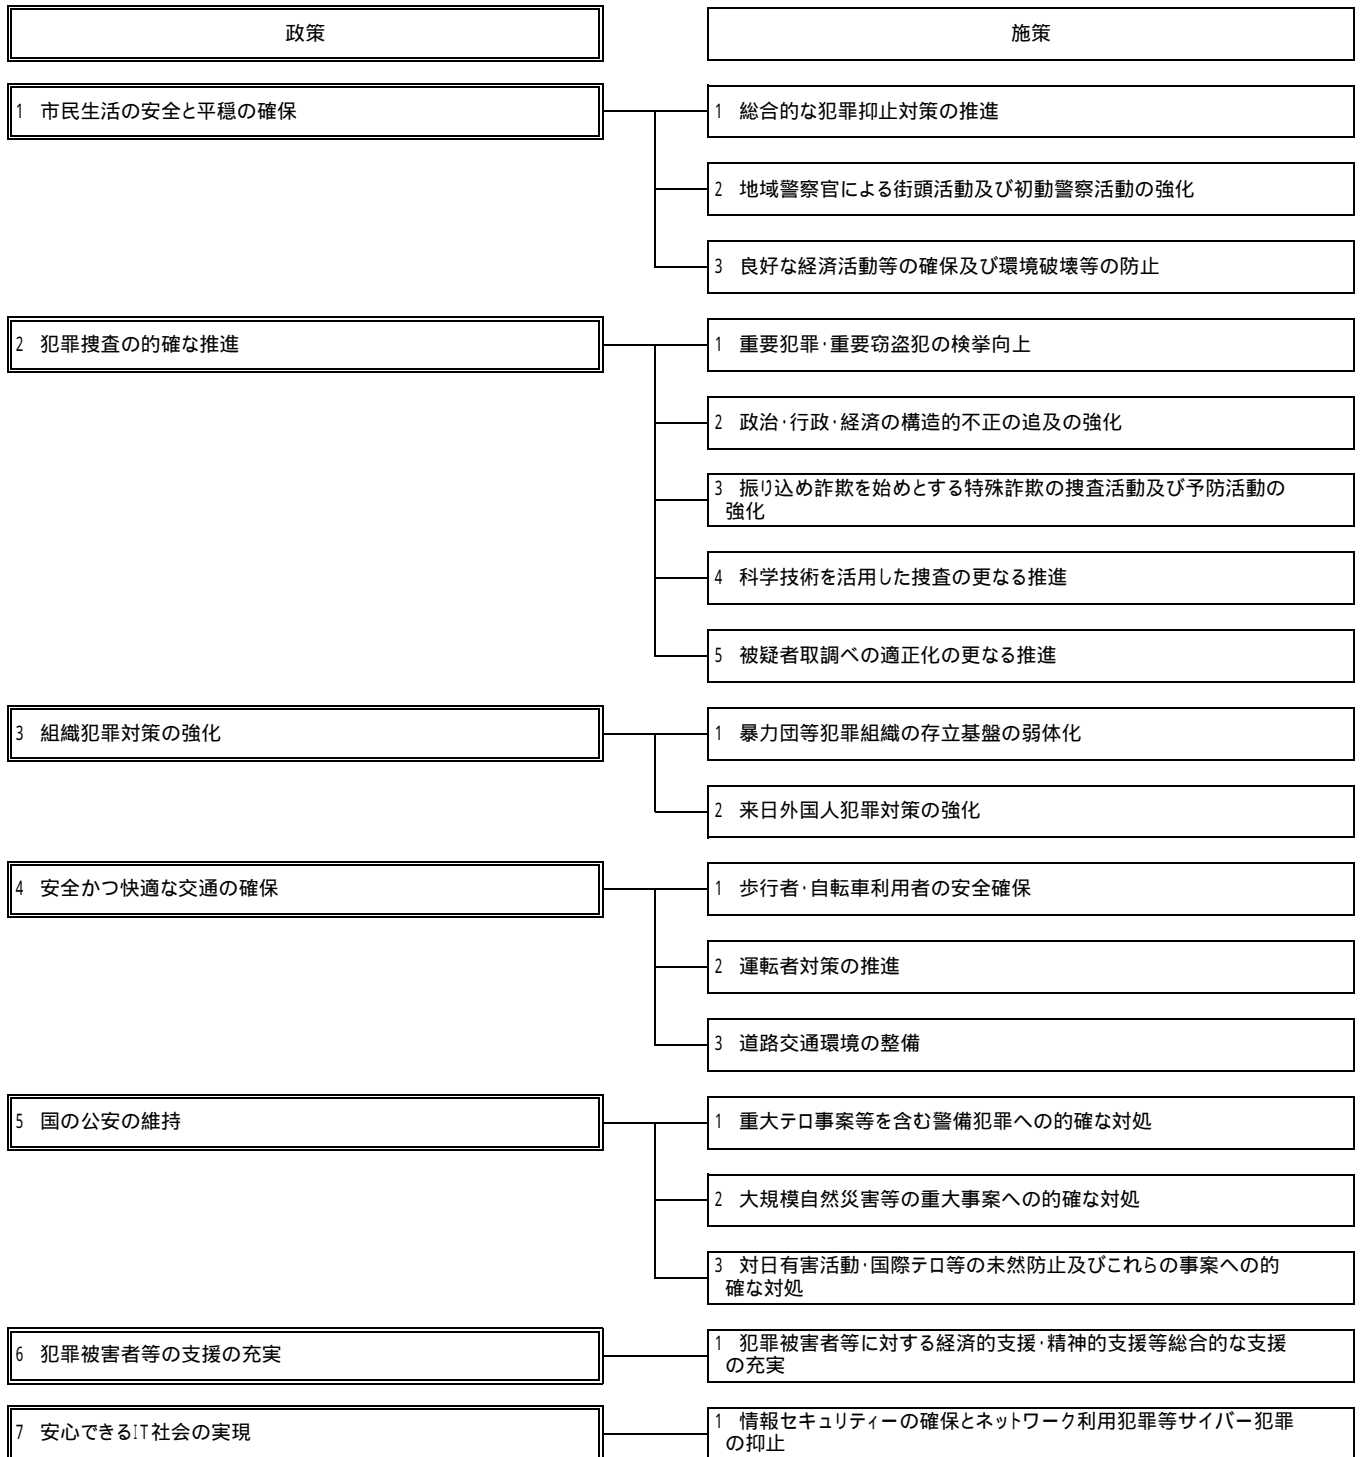 政策
施策
1 市民生活の安全と平穏の確保
1 総合的な犯罪抑止対策の推進
2 地域警察官による街頭活動及び初動警察活動の強化
3 良好な経済活動等の確保及び環境破壊等の防止
2 犯罪捜査の的確な推進
1 重要犯罪･重要窃盗犯の検挙向上
2 政治･行政･経済の構造的不正の追及の強化
3 振り込め詐欺を始めとする特殊詐欺の捜査活動及び予防活動の
強化
4 科学技術を活用した捜査の更なる推進
5 被疑者取調べの適正化の更なる推進
3 組織犯罪対策の強化
1 暴力団等犯罪組織の存立基盤の弱体化
2 来日外国人犯罪対策の強化
4 安全かつ快適な交通の確保
1 歩行者･自転車利用者の安全確保
2 運転者対策の推進
3 道路交通環境の整備
5 国の公安の維持
1 重大テロ事案等を含む警備犯罪への的確な対処
2 大規模自然災害等の重大事案への的確な対処
3 対日有害活動･国際テロ等の未然防止及びこれらの事案への的
確な対処
6 犯罪被害者等の支援の充実
1 犯罪被害者等に対する経済的支援･精神的支援等総合的な支援
の充実
7 安心できるIT社会の実現
1 情報セキュリティーの確保とネットワーク利用犯罪等サイバー犯罪
の抑止